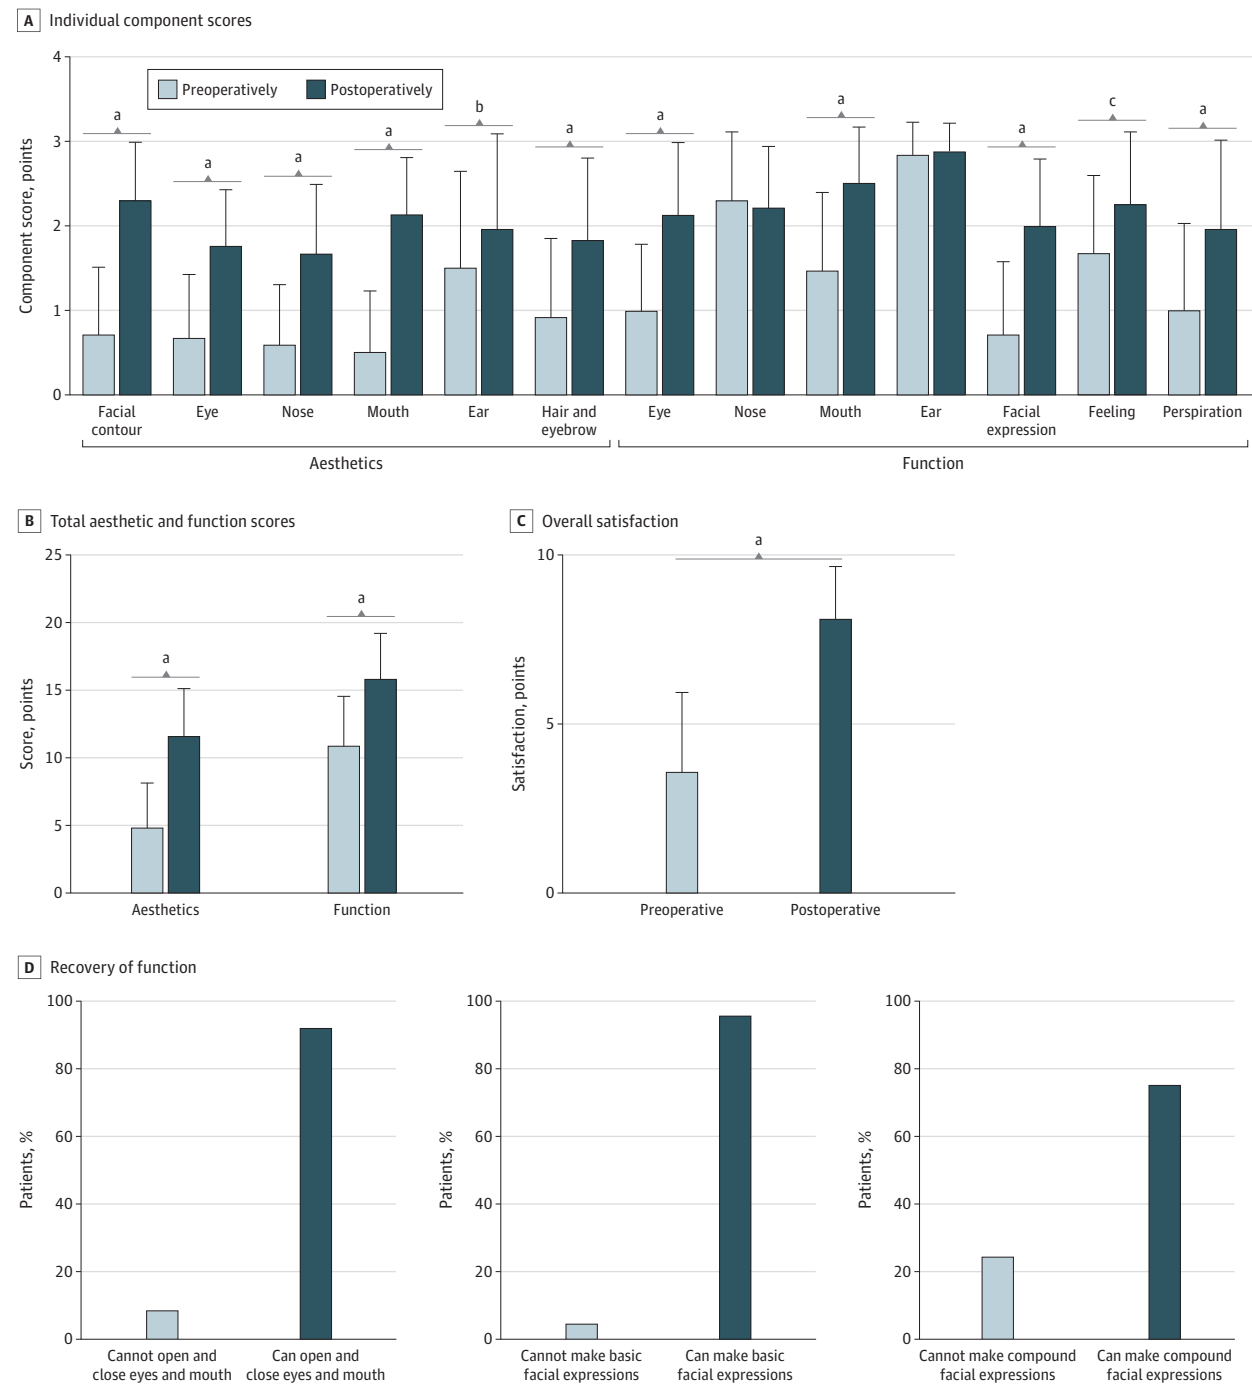 A Individual component scores
4
3
2
1
0
Component score, points
Preoperatively Postoperatively
a a a a b a a a a c a
Facial contour
Eye
Nose
Mouth
Ear
Hair and eyebrow
Eye
Nose
Mouth
Ear
Facial expression
Feeling
Perspiration
Aesthetics
Function
B Total aesthetic and function scores
25
20
15
10
5
0
Score, points
a
a
Aesthetics
Function
C Overall satisfaction
10
5
0
Satisfaction, points
a
Preoperative
Postoperative
D Recovery of function
100
80
60
40
20
0
Patients, %
Cannot open and
close eyes and mouth
Can open and
close eyes and mouth
100
80
60
40
20
0
Patients, %
Cannot make basic
facial expressions
Can make basic
facial expressions
100
80
60
40
20
0
Patients, %
Cannot make compound
facial expressions
Can make compound
facial expressions